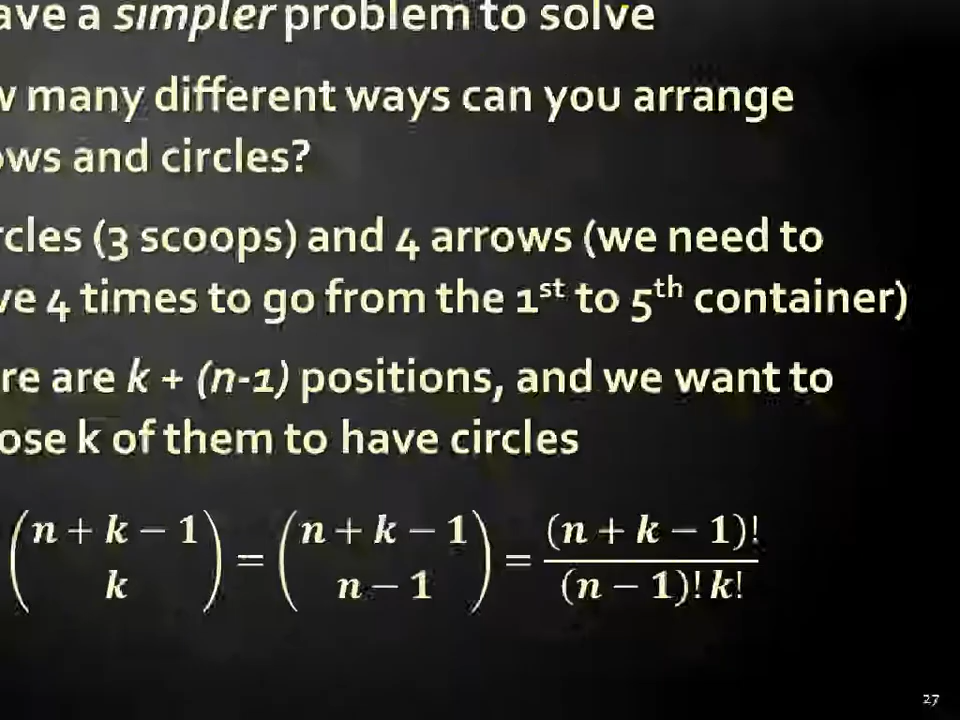 ave a simpler problem to solve
w many different ways can you arrange
ows and circles?
rcles (3 scoops) and 4 arrows (we need to
ve 4 times to go from the 1st to 5th container)
re are k + (n-1) positions, and we want to
ose k of them to have circles
(n + k − 1 k) = (n + k − 1 n − 1) = (n + k − 1)! / (n − 1)! k!
27